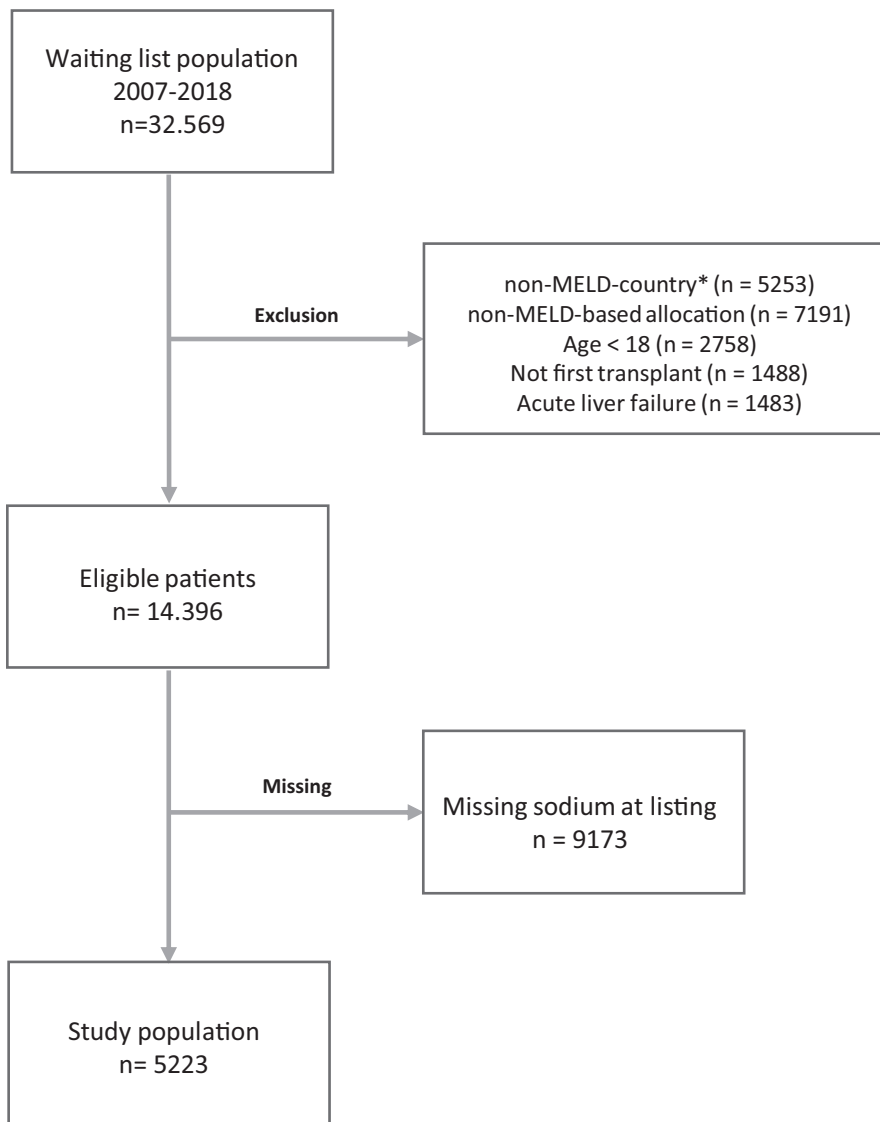 Waiting list population
2007-2018
n=32.569
Exclusion
non-MELD-country* (n = 5253)
non-MELD-based allocation (n = 7191)
Age < 18 (n = 2758)
Not first transplant (n = 1488)
Acute liver failure (n = 1483)
Eligible patients
n= 14.396
Missing
Missing sodium at listing
n = 9173
Study population
n= 5223